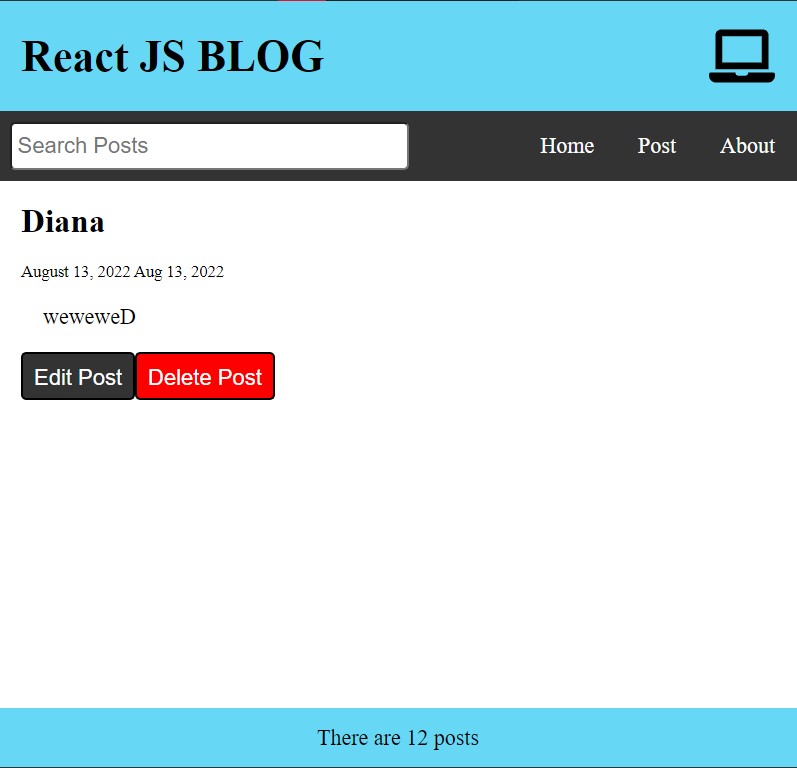 React JS BLOG
Search Posts
Home Post About
Diana
August 13, 2022 Aug 13, 2022
weweweD
Edit Post Delete Post
There are 12 posts